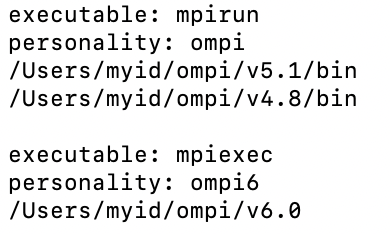 executable: mpirun
personality: ompi
/Users/myid/ompi/v5.1/bin
/Users/myid/ompi/v4.8/bin

executable: mpiexec
personality: ompi6
/Users/myid/ompi/v6.0